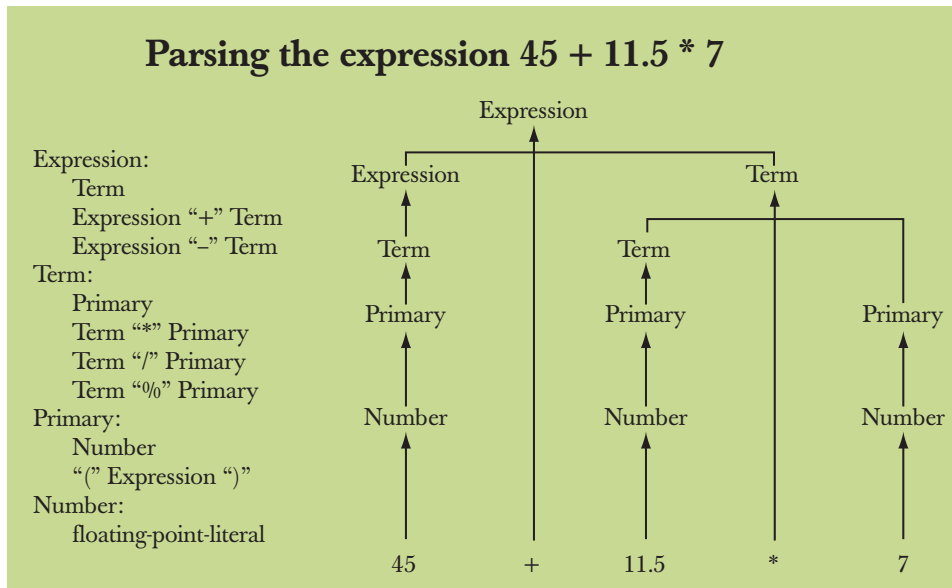 Parsing the expression 45 + 11.5 * 7
Expression:
Term
Expression “+” Term
Expression “–” Term
Term:
Primary
Term “*” Primary
Term “/” Primary
Term “%” Primary
Primary:
Number
“(” Expression “)”
Number:
floating-point-literal
Expression
Expression Term
Term Term
Primary Primary Primary
Number Number Number
45 + 11.5 * 7